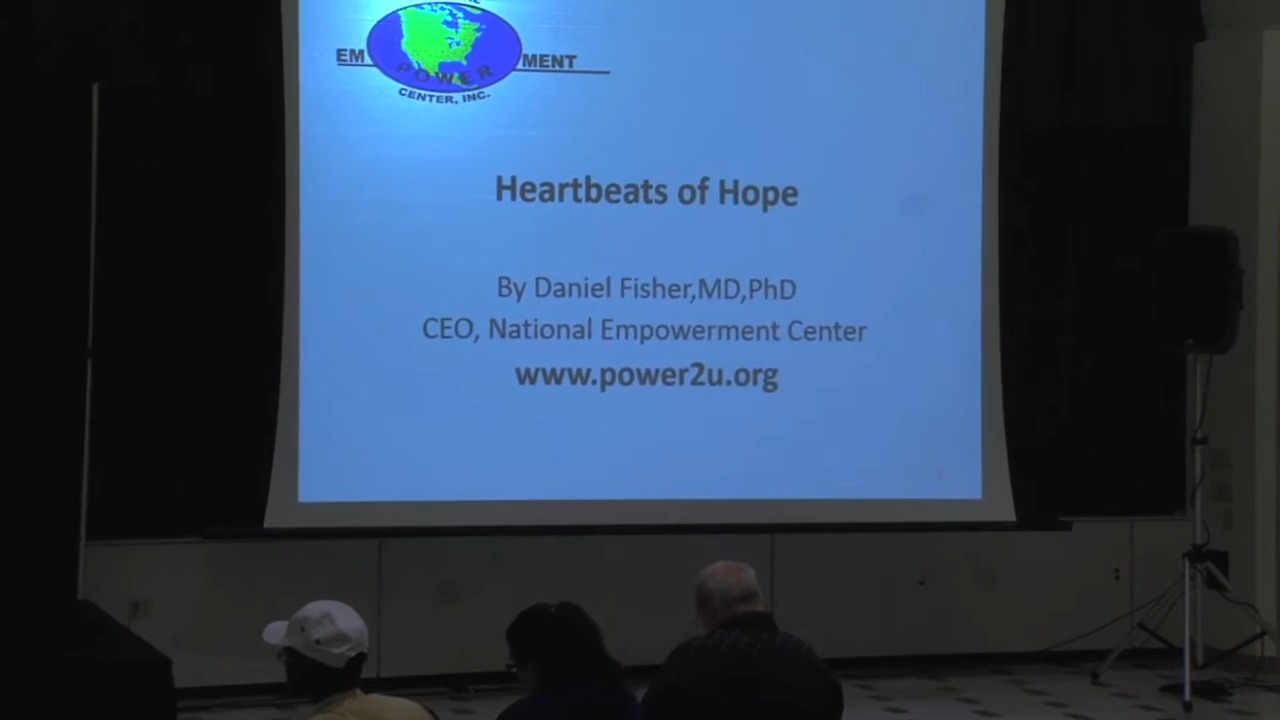 EM
MENT
POWER
CENTER, INC.
Heartbeats of Hope
By Daniel Fisher,MD,PhD
CEO, National Empowerment Center
www.power2u.org